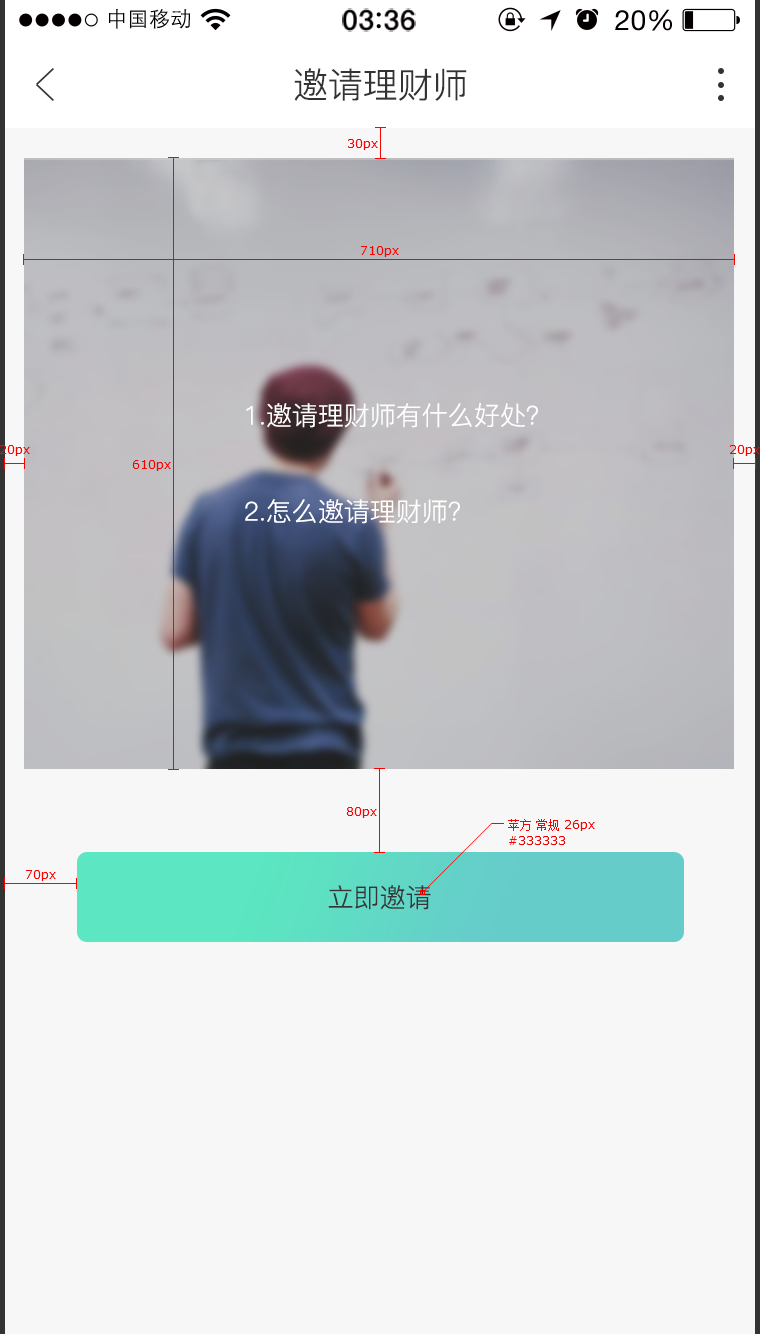 中国移动 03:36 20%
邀请理财师
30px
710px
1.邀请理财师有什么好处?
20px 610px 20px
2.怎么邀请理财师?
80px
苹方 常规 26px
#333333
70px
立即邀请